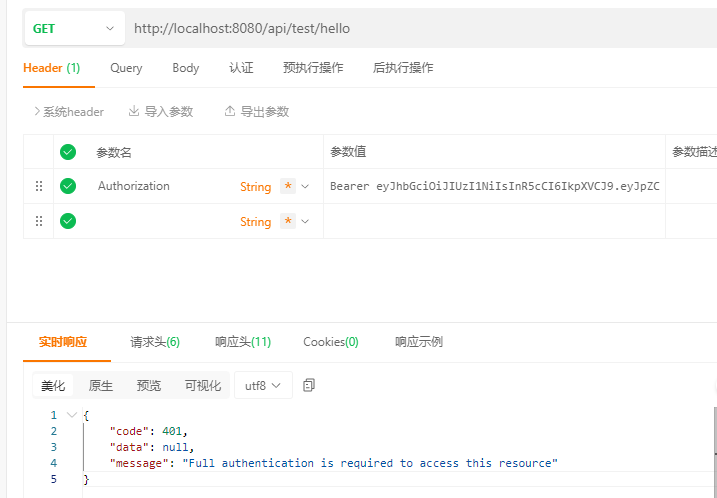 GET http://localhost:8080/api/test/hello
Header (1) Query Body 认证 预执行操作 后执行操作
系统header 导入参数 导出参数
参数名 参数值 参数描述
Authorization String * Bearer eyJhbGciOiJIUzI1NiIsInR5cCI6IkpXVCJ9.eyJpZC
String *
实时响应 请求头(6) 响应头(11) Cookies(0) 响应示例
美化 原生 预览 可视化 utf8
1 {
2 "code": 401,
3 "data": null,
4 "message": "Full authentication is required to access this resource"
5 }